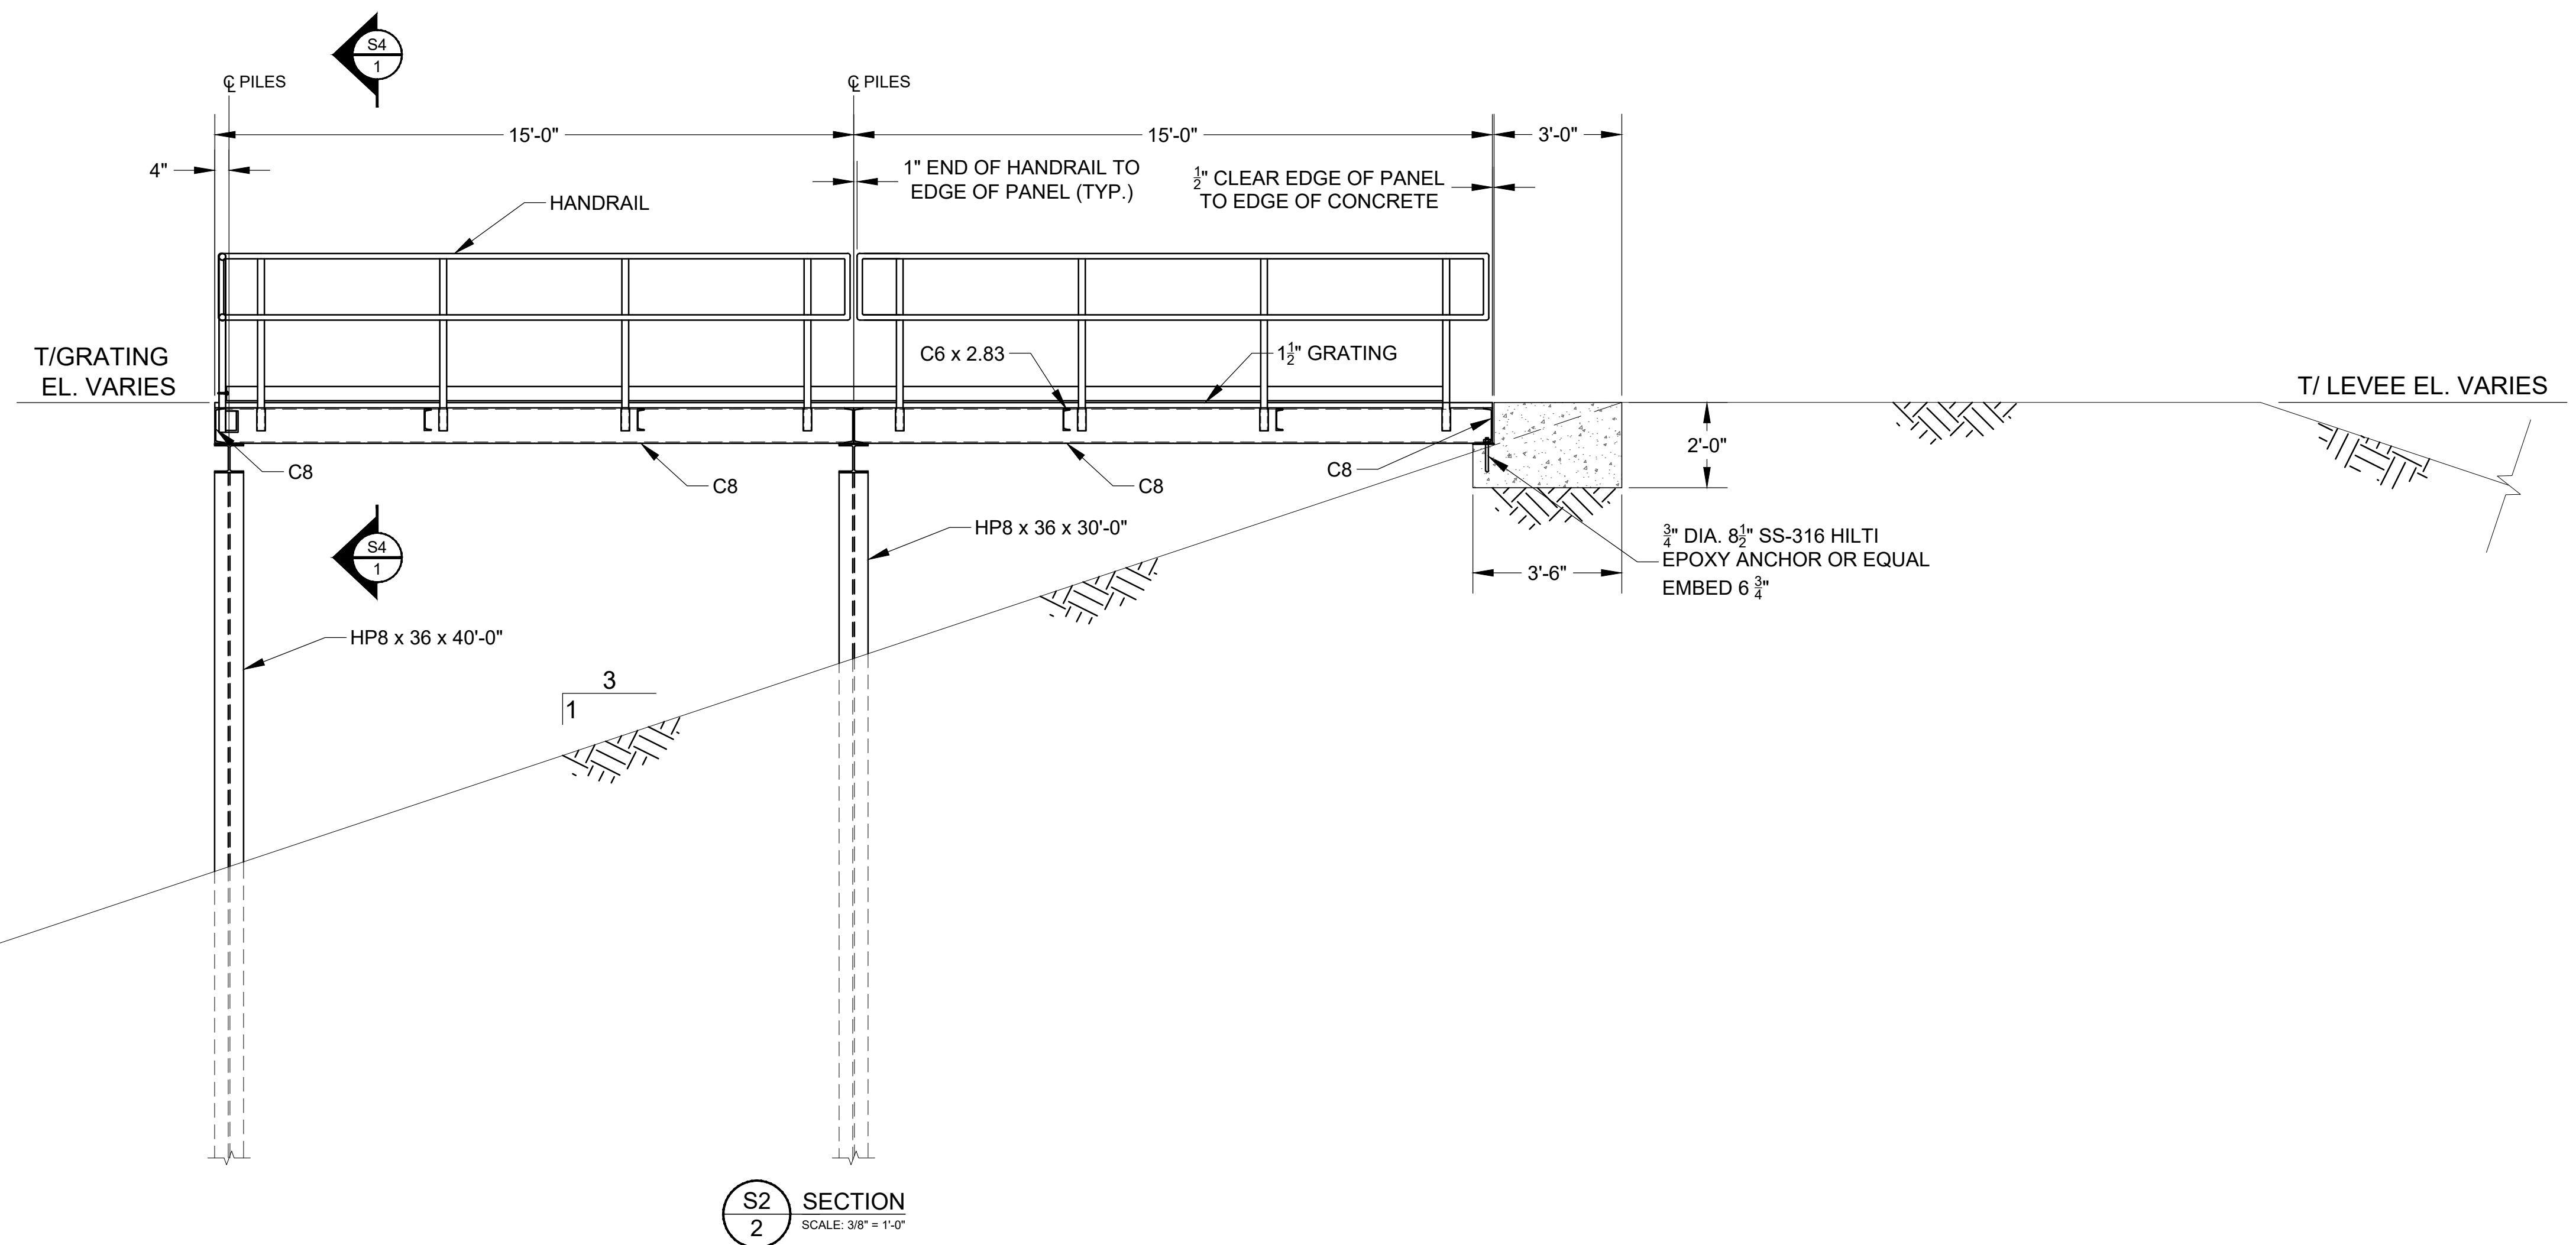 S4
1
℄ PILES
℄ PILES
15'-0"
15'-0"
3'-0"
4"
1" END OF HANDRAIL TO
EDGE OF PANEL (TYP.)
½" CLEAR EDGE OF PANEL
TO EDGE OF CONCRETE
HANDRAIL
T/GRATING
EL. VARIES
C6 x 2.83
1½" GRATING
T/ LEVEE EL. VARIES
2'-0"
C8
C8
C8
C8
HP8 x 36 x 30'-0"
S4
1
¾" DIA. 8½" SS-316 HILTI
EPOXY ANCHOR OR EQUAL
EMBED 6 ¾"
3'-6"
HP8 x 36 x 40'-0"
3
1
S2
2
SECTION
SCALE: 3/8" = 1'-0"